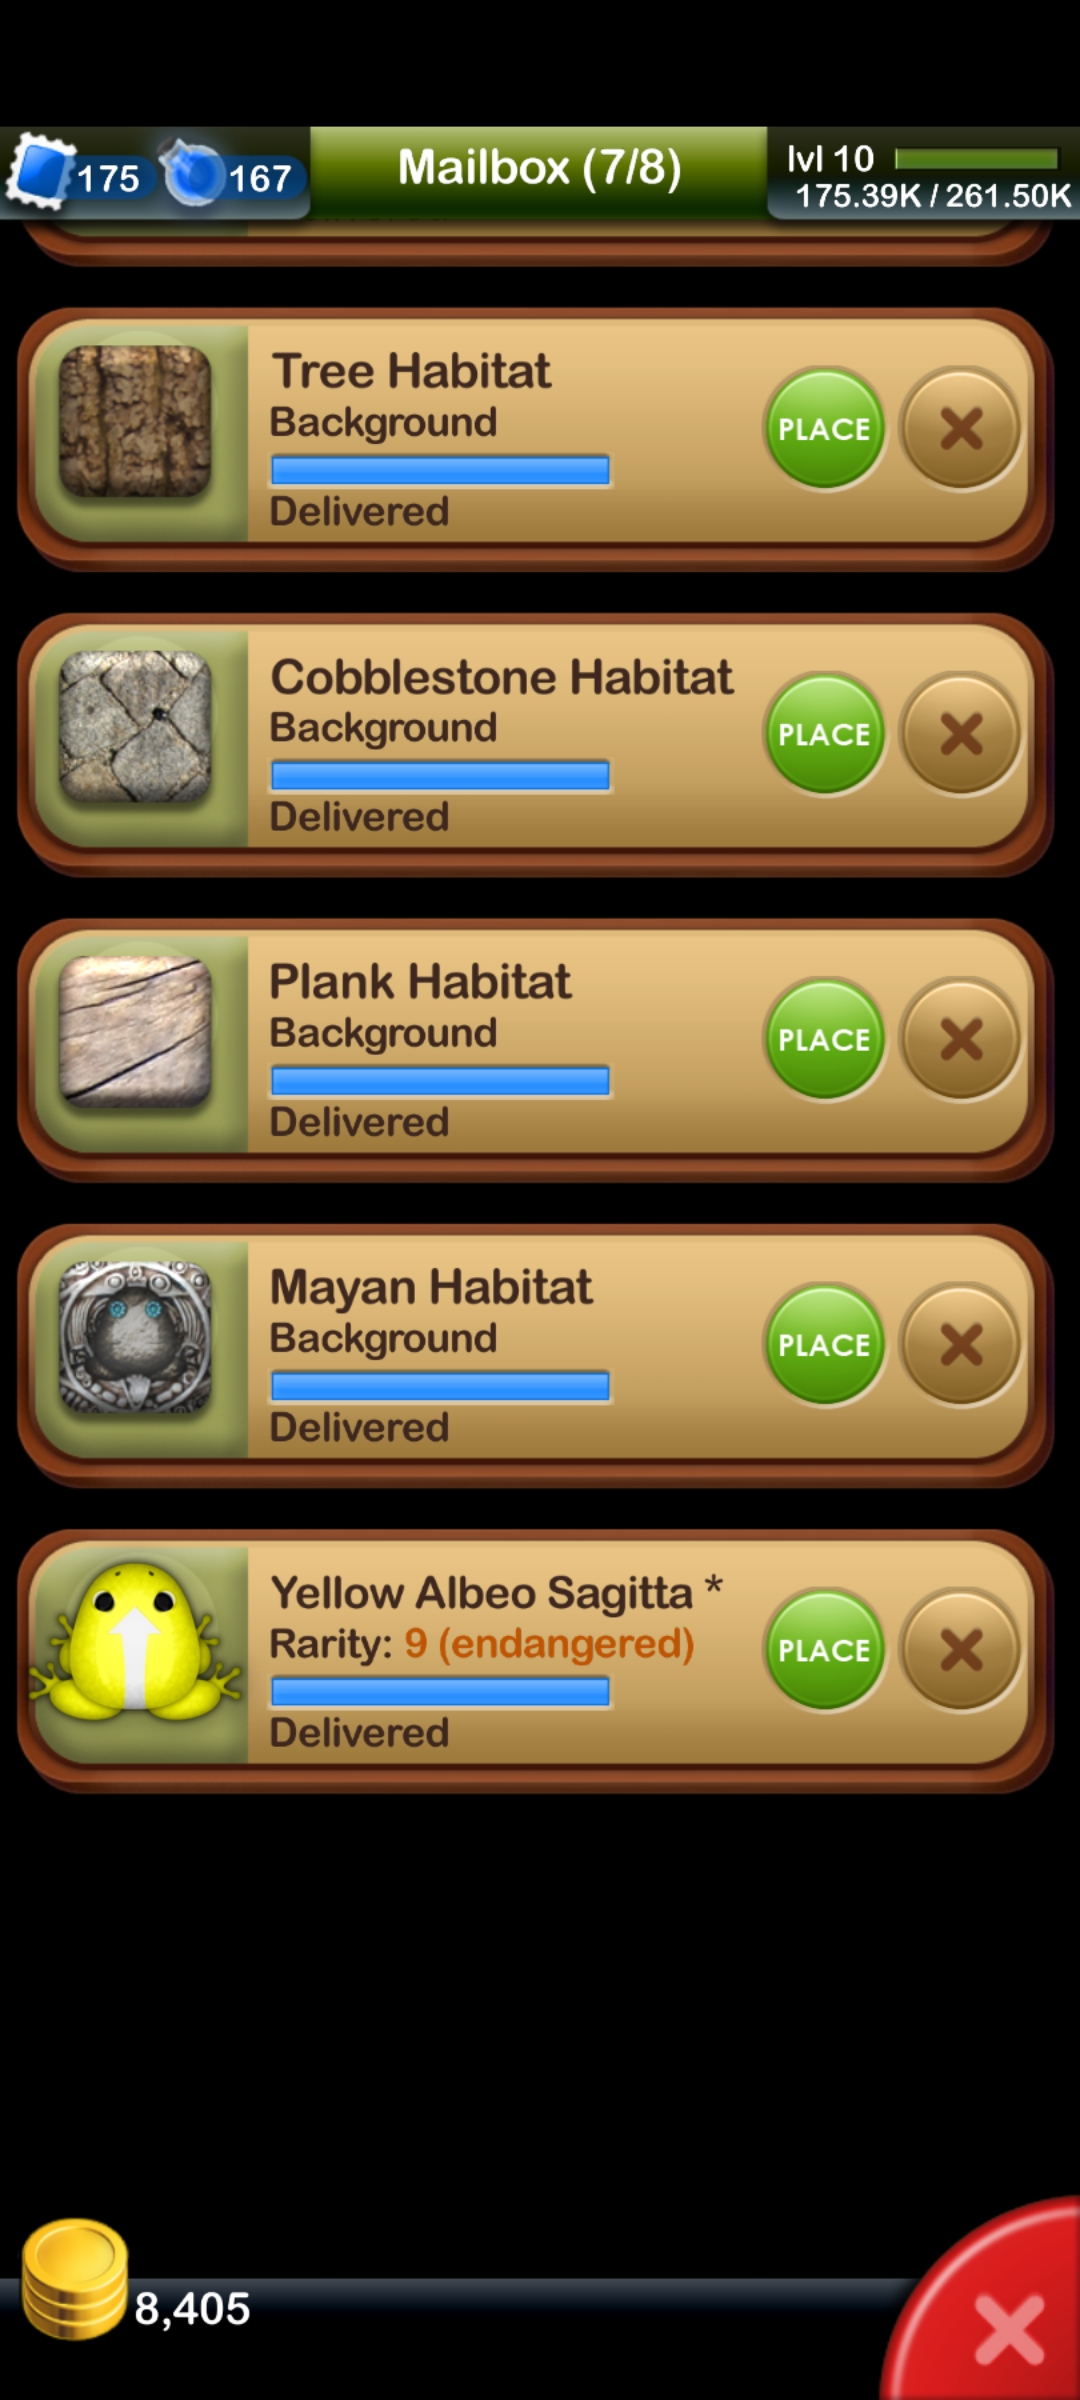 175
167
Mailbox (7/8)
lvl 10
175.39K / 261.50K
Tree Habitat
Background
Delivered
PLACE
Cobblestone Habitat
Background
Delivered
PLACE
Plank Habitat
Background
Delivered
PLACE
Mayan Habitat
Background
Delivered
PLACE
Yellow Albeo Sagitta *
Rarity: 9 (endangered)
Delivered
PLACE
8,405